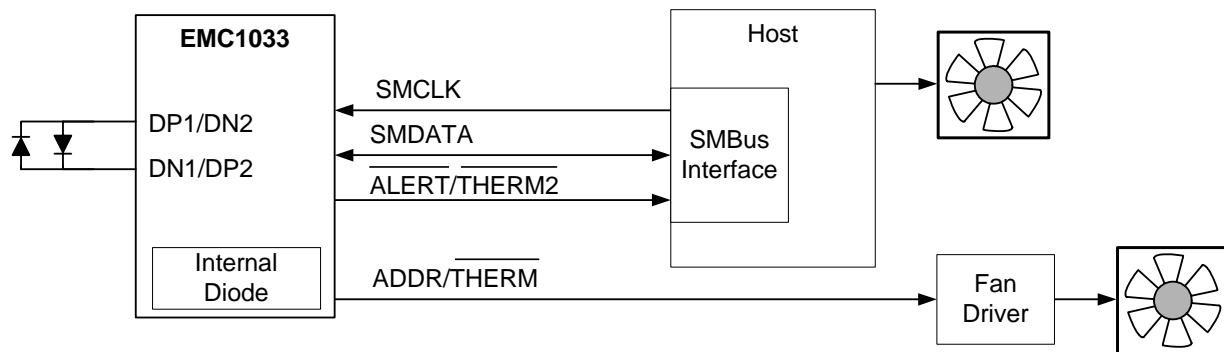 EMC1033
DP1/DN2
DN1/DP2
Internal
Diode
SMCLK
SMDATA
ALERT/THERM2
ADDR/THERM
Host
SMBus
Interface
Fan
Driver